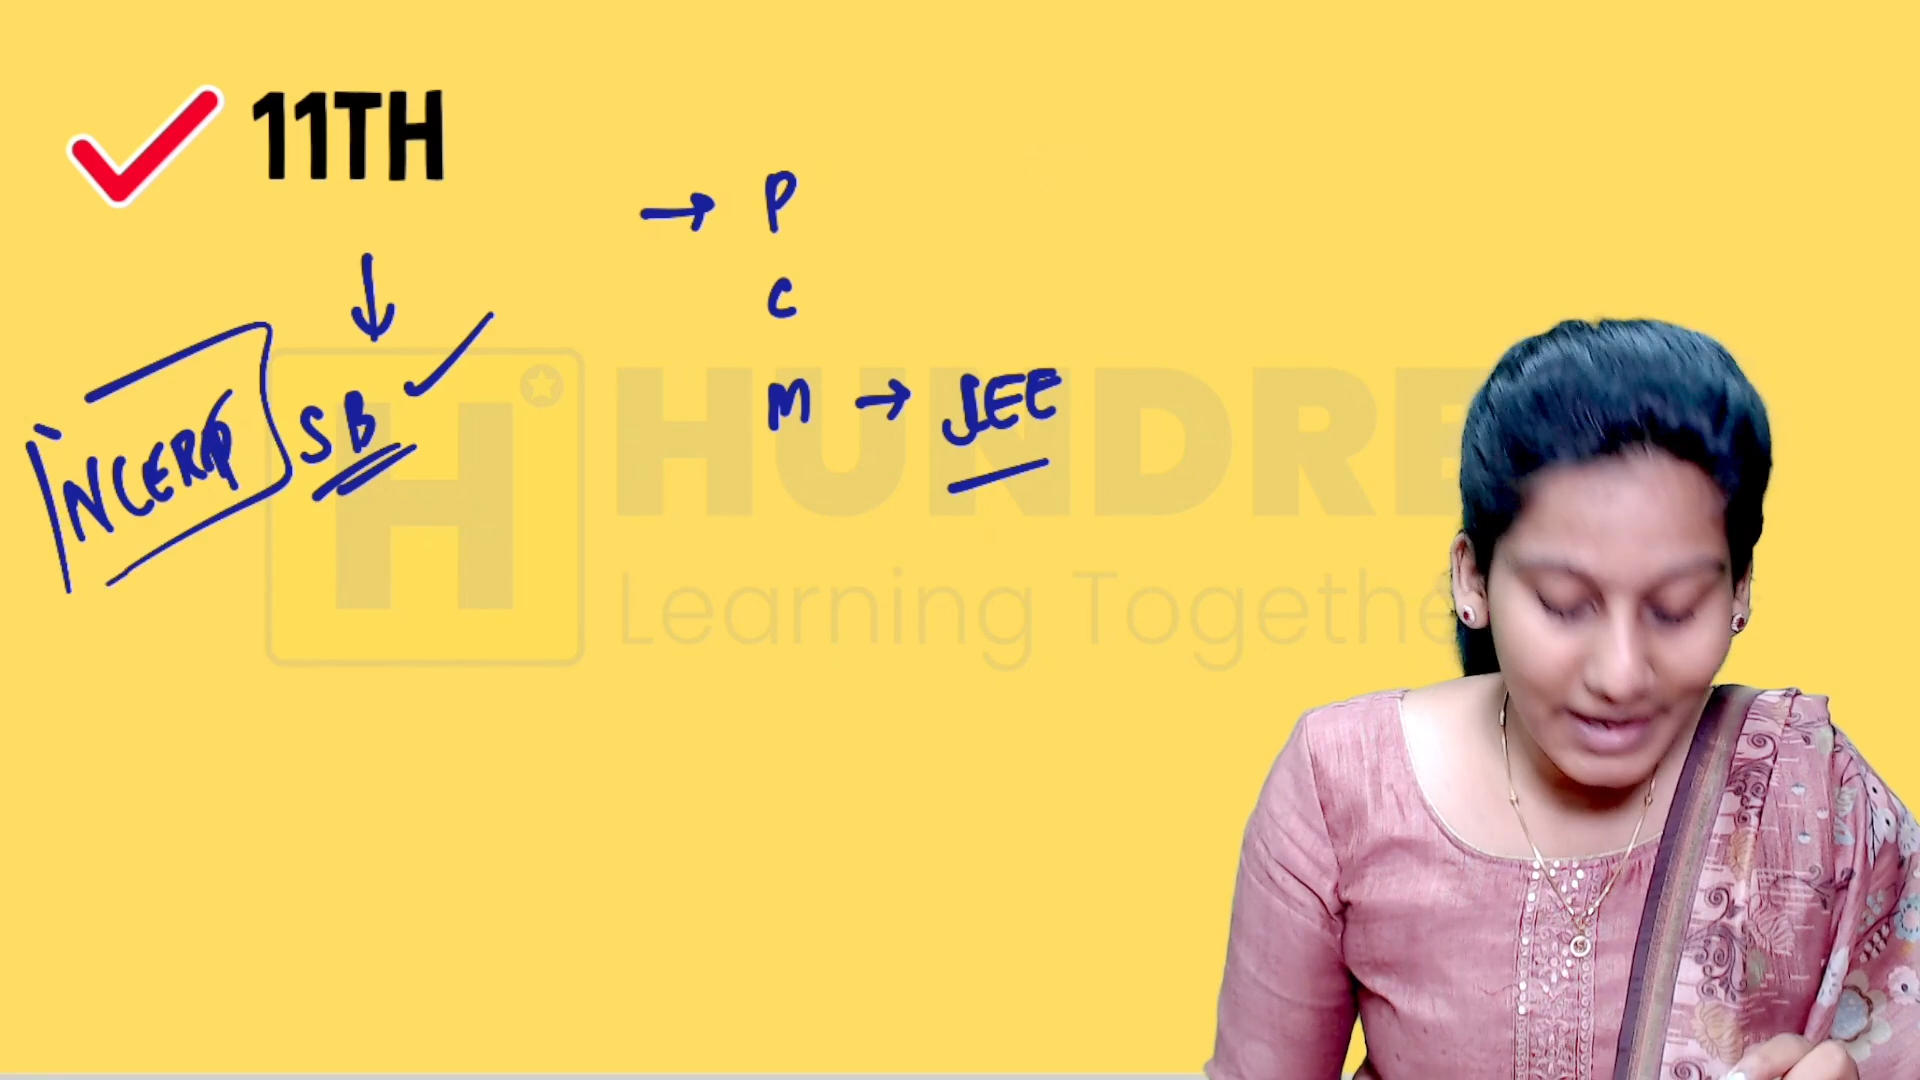 11TH
→ P
C
M → JEE
NCERT SB
HUNDRE
H
Learning Togethe